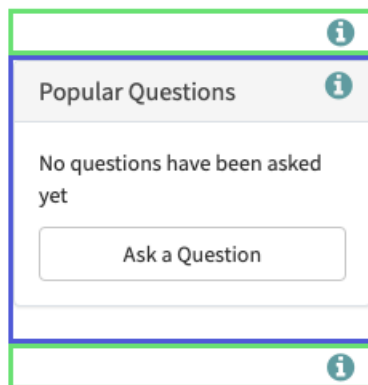 Popular Questions
No questions have been asked
yet
Ask a Question